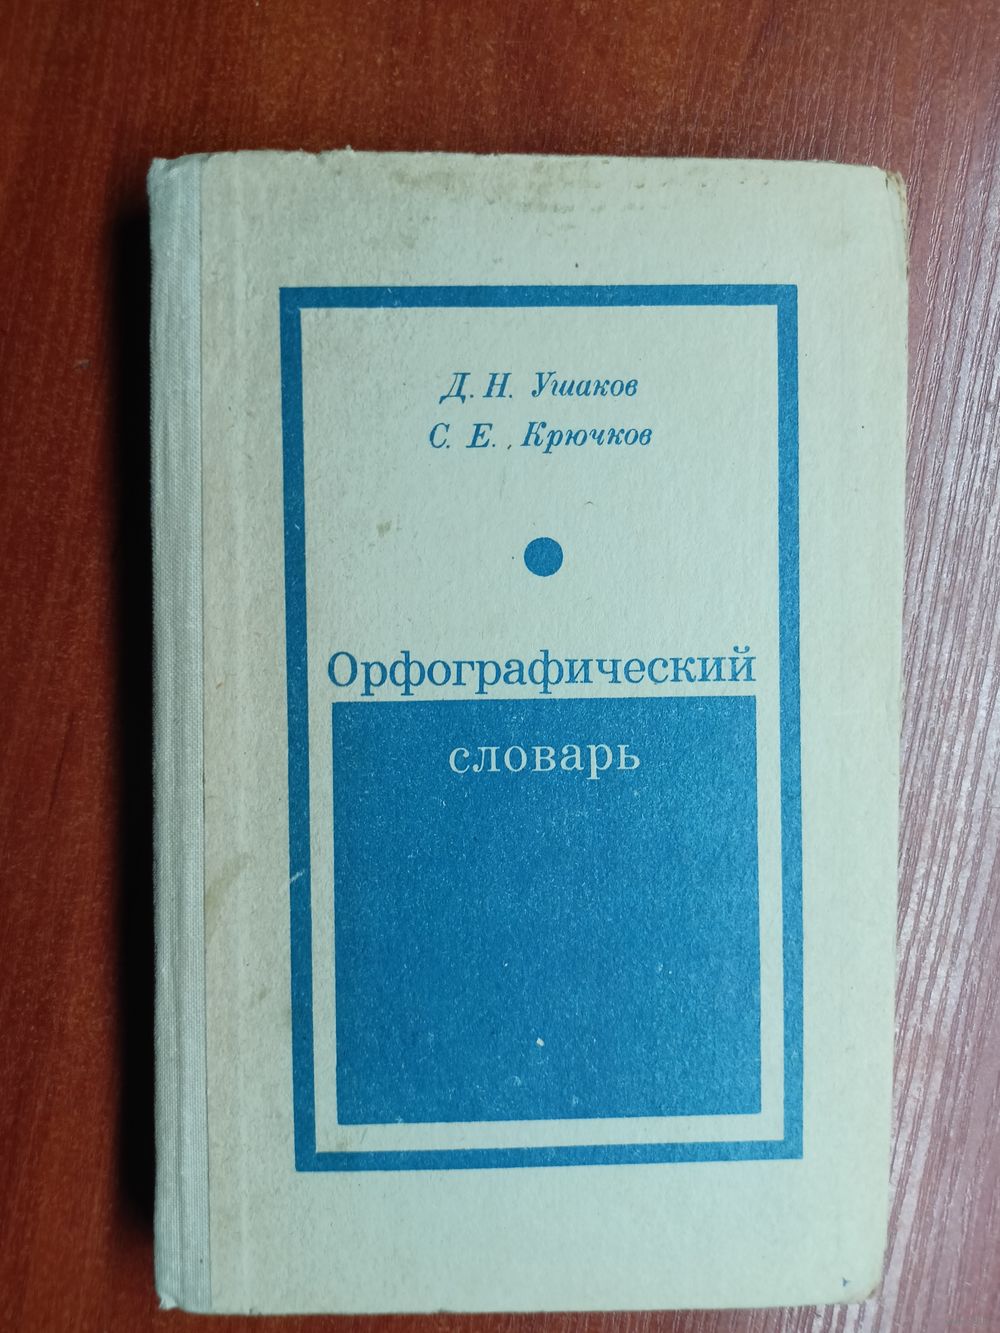 Д. Н. Ушаков
С. Е. Крючков
Орфографический
словарь